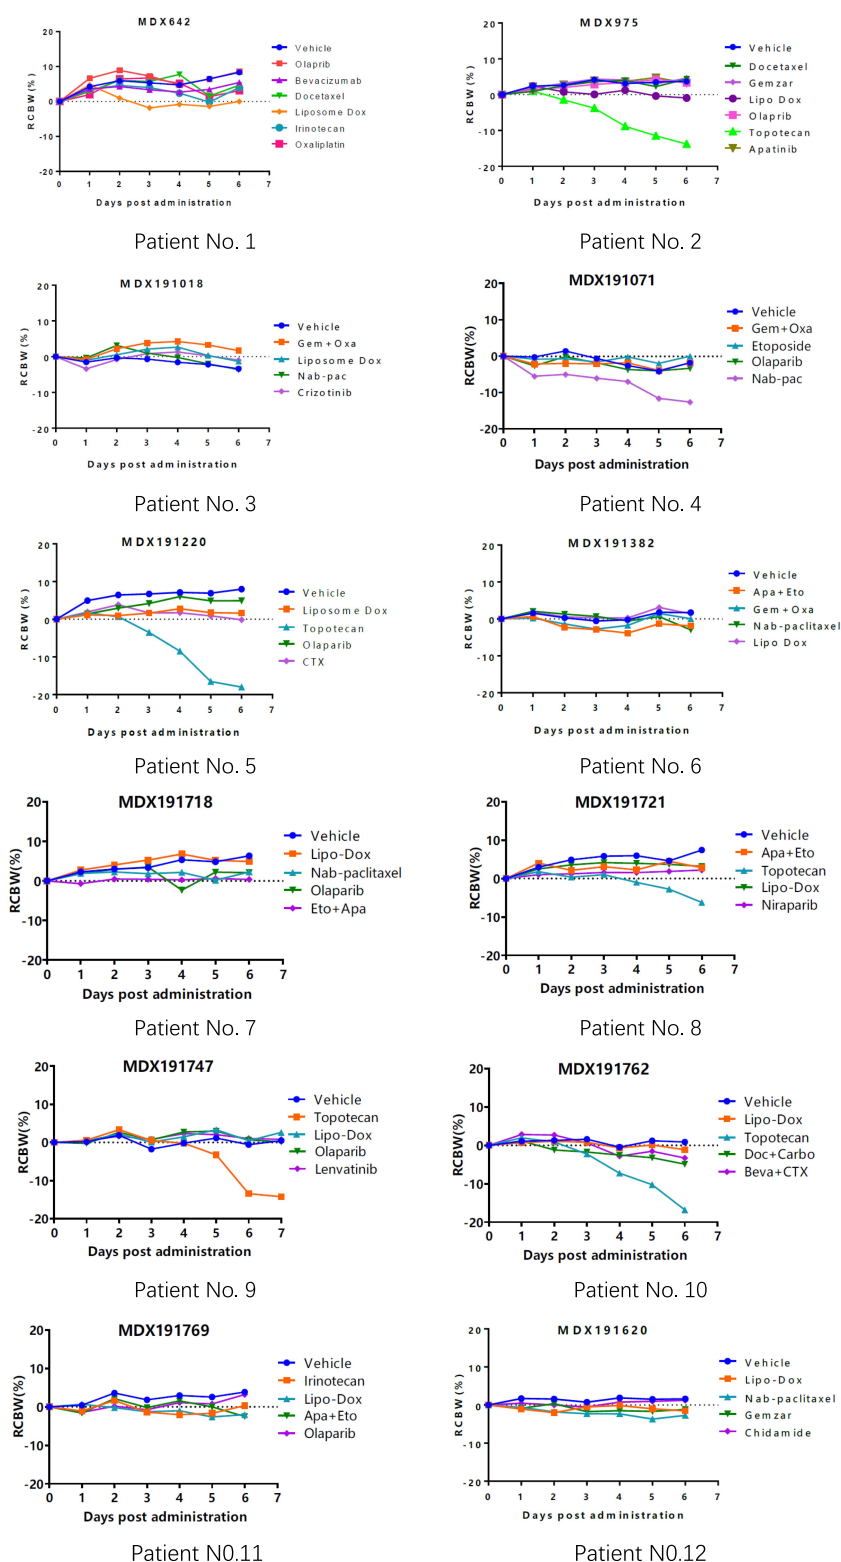 MDX642
RCBW(%)
20
10
0
-10
-20
0 1 2 3 4 5 6 7
Days post administration
Vehicle
Olaprib
Bevacizumab
Docetaxel
Liposome Dox
Irinotecan
Oxaliplatin
Patient No. 1
MDX975
RCBW(%)
20
10
0
-10
-20
0 1 2 3 4 5 6 7
Days post administration
Vehicle
Docetaxel
Gemzar
Lipo Dox
Olaprib
Topotecan
Apatinib
Patient No. 2
MDX191018
RCBW(%)
20
10
0
-10
-20
0 1 2 3 4 5 6 7
Days post administration
Vehicle
Gem+Oxa
Liposome Dox
Nab-pac
Crizotinib
Patient No. 3
MDX191071
RCBW(%)
20
10
0
-10
-20
0 1 2 3 4 5 6 7
Days post administration
Vehicle
Gem+Oxa
Etoposide
Olaparib
Nab-pac
Patient No. 4
MDX191220
RCBW(%)
20
10
0
-10
-20
0 1 2 3 4 5 6 7
Days post administration
Vehicle
Liposome Dox
Topotecan
Olaparib
CTX
Patient No. 5
MDX191382
RCBW(%)
20
10
0
-10
-20
0 1 2 3 4 5 6 7
Days post administration
Vehicle
Apa+Eto
Gem+Oxa
Nab-paclitaxel
Lipo Dox
Patient No. 6
MDX191718
RCBW(%)
20
10
0
-10
-20
0 1 2 3 4 5 6 7
Days post administration
Vehicle
Lipo-Dox
Nab-paclitaxel
Olaparib
Eto+Apa
Patient No. 7
MDX191721
RCBW(%)
20
10
0
-10
-20
0 1 2 3 4 5 6 7
Days post administration
Vehicle
Apa+Eto
Topotecan
Lipo-Dox
Niraparib
Patient No. 8
MDX191747
RCBW(%)
20
10
0
-10
-20
0 1 2 3 4 5 6 7
Days post administration
Vehicle
Topotecan
Lipo-Dox
Olaparib
Lenvatinib
Patient No. 9
MDX191762
RCBW(%)
20
10
0
-10
-20
0 1 2 3 4 5 6 7
Days post administration
Vehicle
Lipo-Dox
Topotecan
Doc+Carbo
Beva+CTX
Patient No. 10
MDX191769
RCBW(%)
20
10
0
-10
-20
0 1 2 3 4 5 6 7
Days post administration
Vehicle
Irinotecan
Lipo-Dox
Apa+Eto
Olaparib
Patient N0.11
MDX191620
RCBW(%)
20
10
0
-10
-20
0 1 2 3 4 5 6 7
Days post administration
Vehicle
Lipo-Dox
Nab-paclitaxel
Gemzar
Chidamide
Patient N0.12